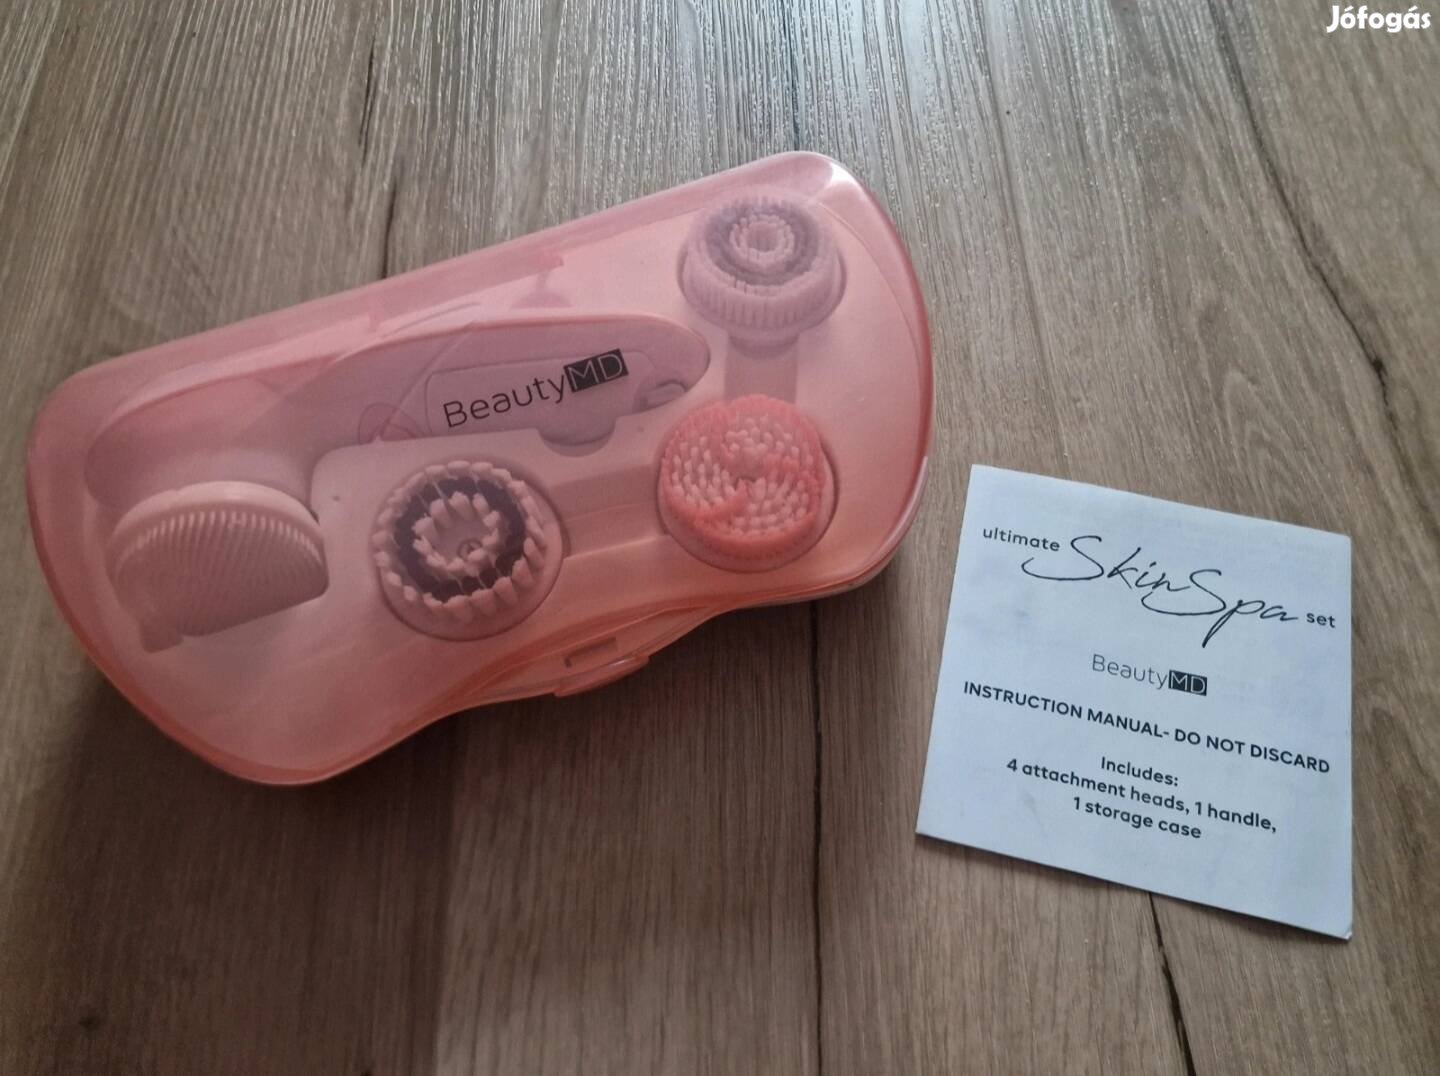 Jófogás
BeautyMD
ultimate SkinSpa set
BeautyMD
INSTRUCTION MANUAL- DO NOT DISCARD
Includes:
4 attachment heads, 1 handle,
1 storage case